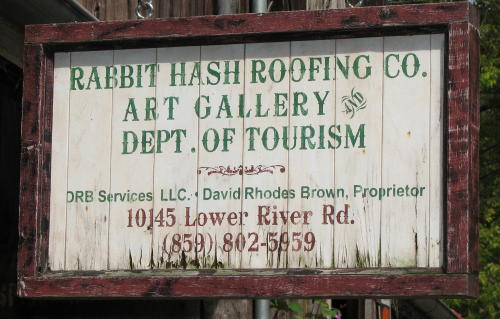 RABBIT HASH ROOFING CO.
ART GALLERY AND
DEPT. OF TOURISM
DRB Services LLC. • David Rhodes Brown, Proprietor
10145 Lower River Rd.
(859) 802-5959